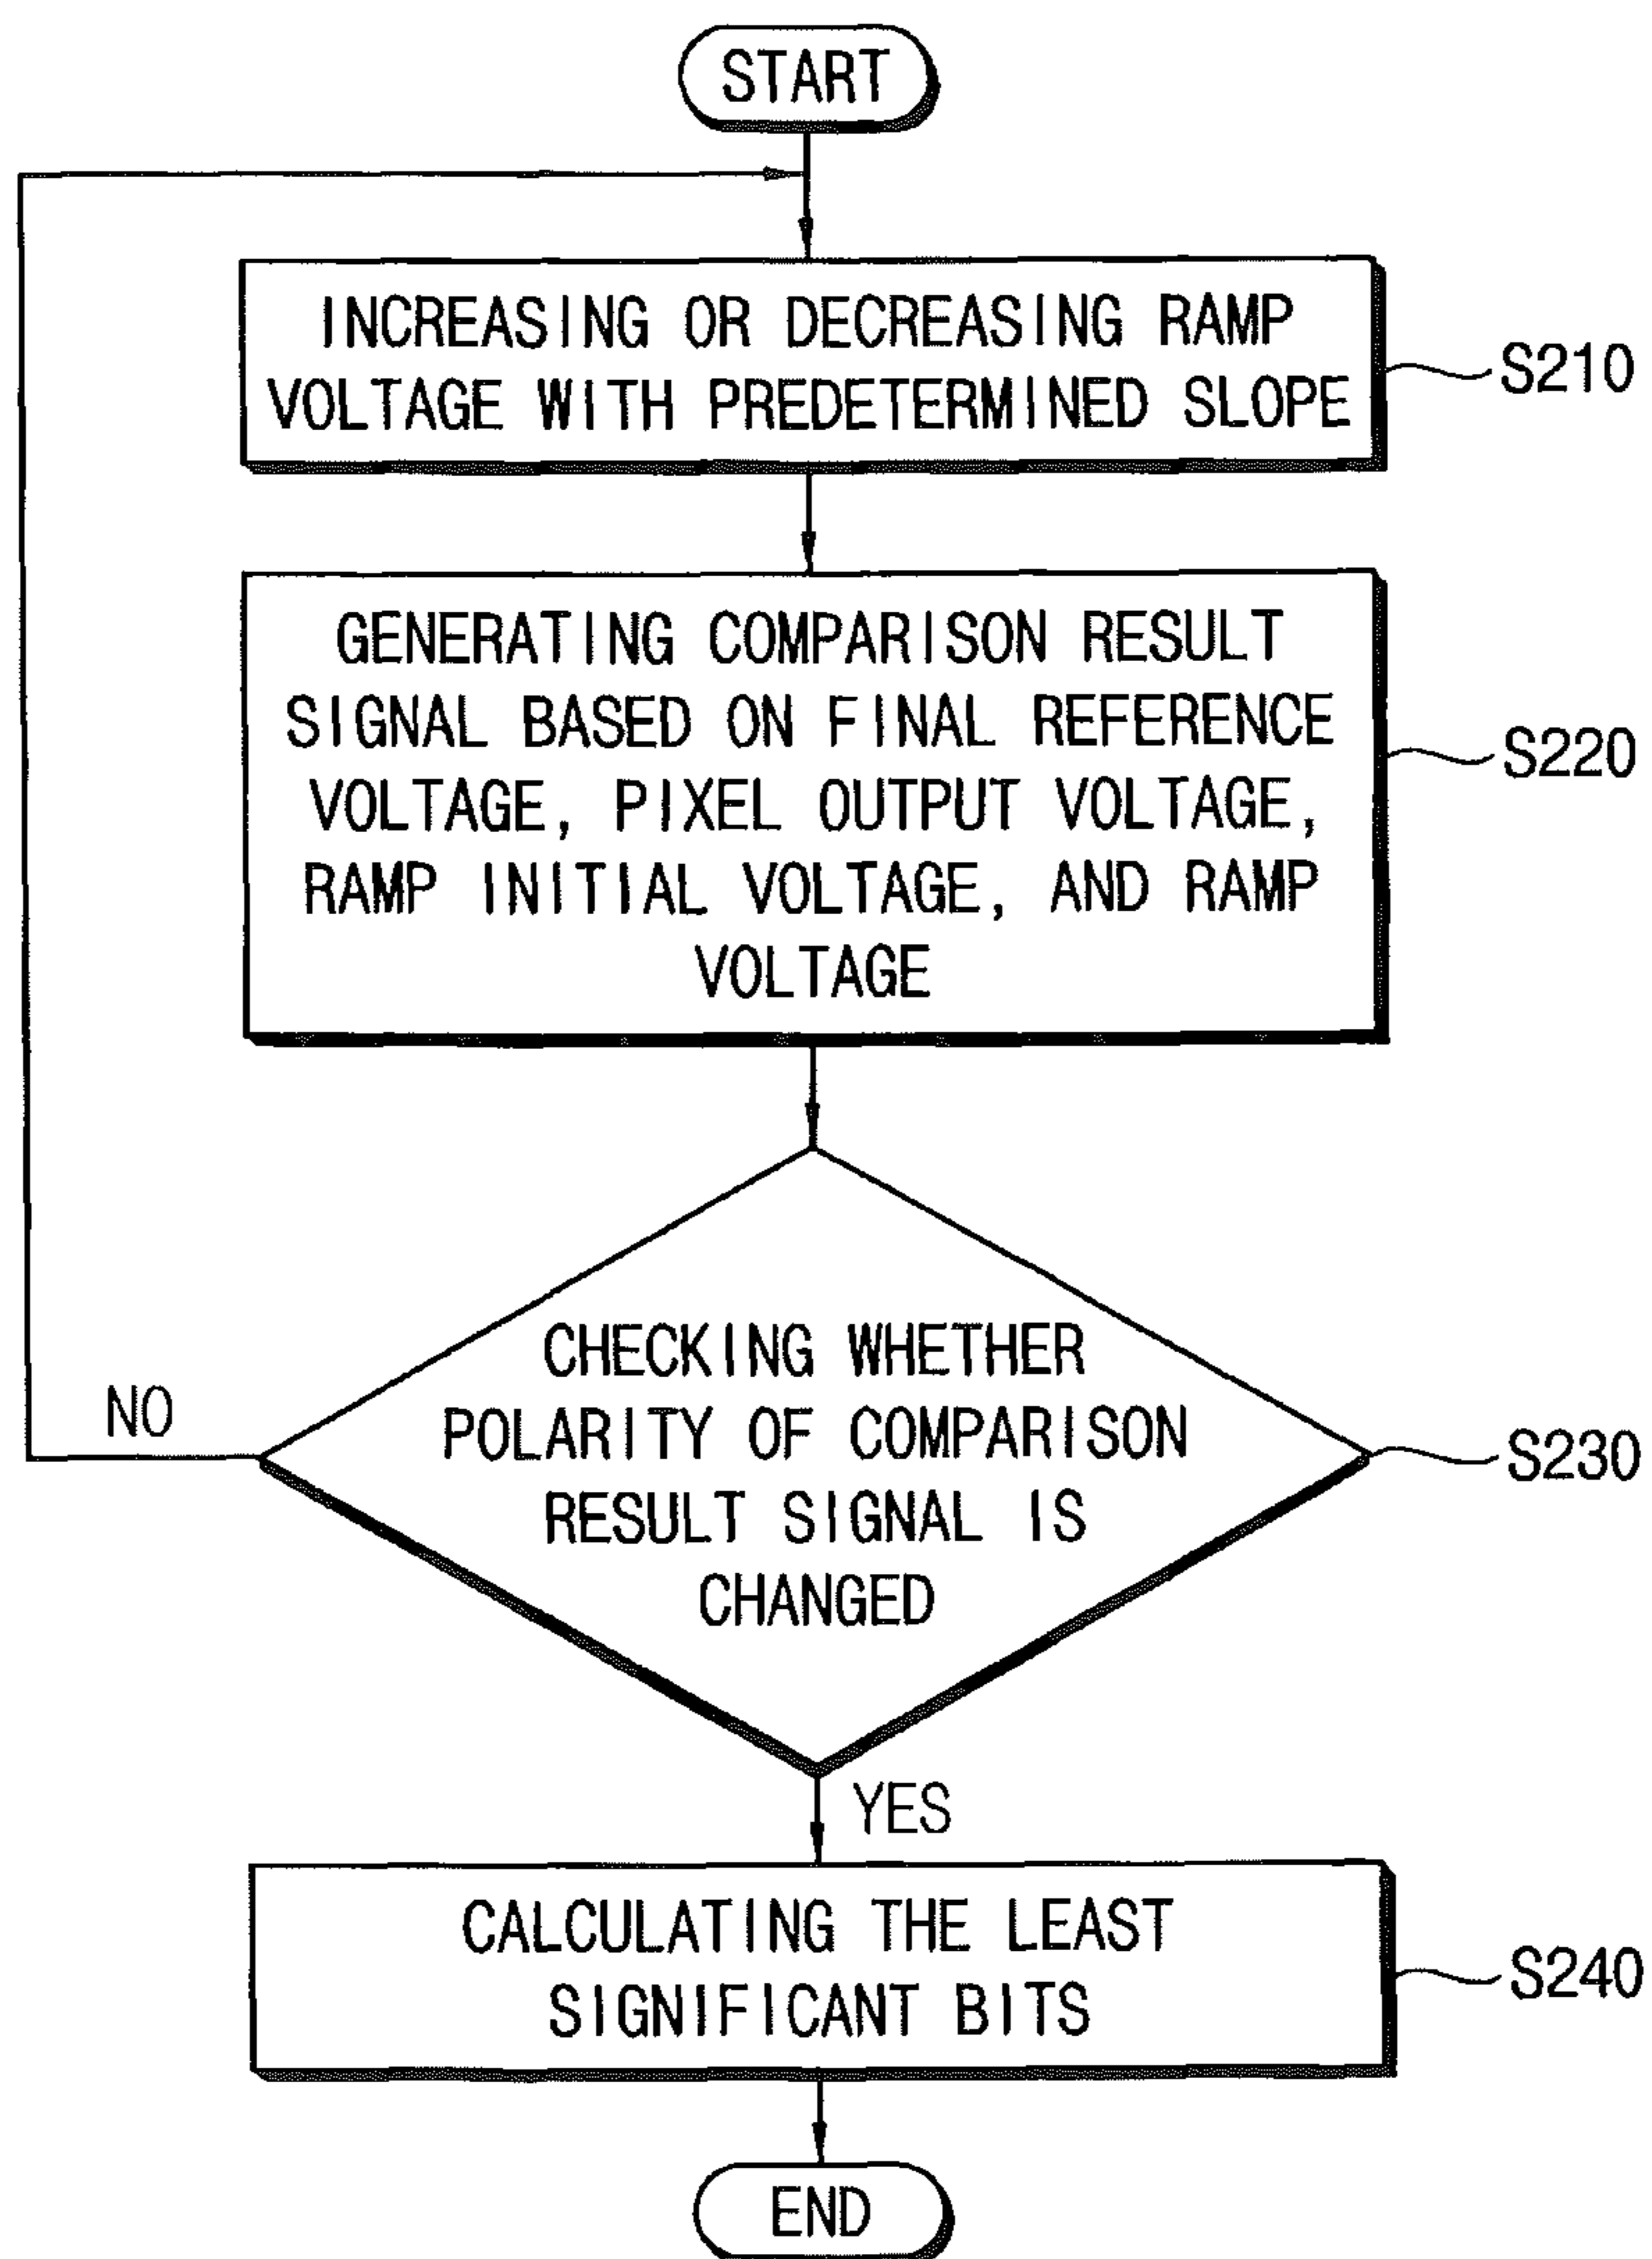 START
INCREASING OR DECREASING RAMP
VOLTAGE WITH PREDETERMINED SLOPE
S210
GENERATING COMPARISON RESULT
SIGNAL BASED ON FINAL REFERENCE
VOLTAGE, PIXEL OUTPUT VOLTAGE,
RAMP INITIAL VOLTAGE, AND RAMP
VOLTAGE
S220
CHECKING WHETHER
POLARITY OF COMPARISON
RESULT SIGNAL IS
CHANGED
S230
NO
YES
CALCULATING THE LEAST
SIGNIFICANT BITS
S240
END